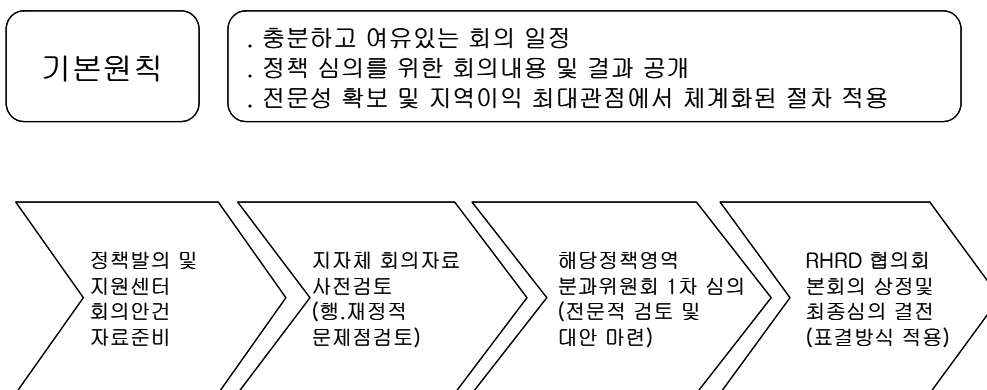 기본원칙
. 충분하고 여유있는 회의 일정
. 정책 심의를 위한 회의내용 및 결과 공개
. 전문성 확보 및 지역이익 최대관점에서 체계화된 절차 적용
정책발의 및
지원센터
회의안건
자료준비
지자체 회의자료
사전검토
(행.재정적
문제점검토)
해당정책영역
분과위원회 1차 심의
(전문적 검토 및
대안 마련)
RHRD 협의회
본회의 상정및
최종심의 결전
(표결방식 적용)